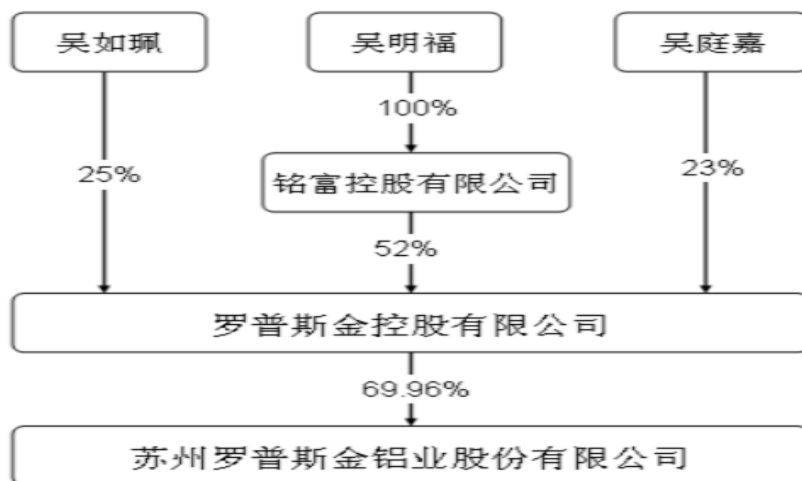 吴如珮
吴明福
吴庭嘉
100%
25%
23%
铭富控股有限公司
52%
罗普斯金控股有限公司
69.96%
苏州罗普斯金铝业股份有限公司